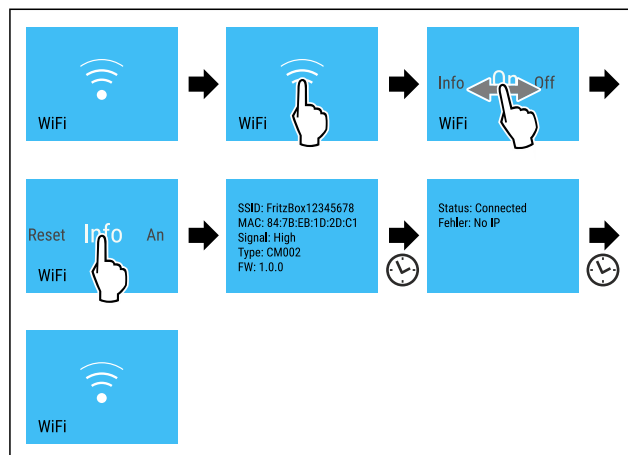 WiFi
WiFi
Info On Off
WiFi
Reset Info An
WiFi
SSID: FritzBox12345678
MAC: 84:7B:EB:1D:2D:C1
Signal: High
Type: CM002
FW: 1.0.0
Status: Connected
Fehler: No IP
WiFi